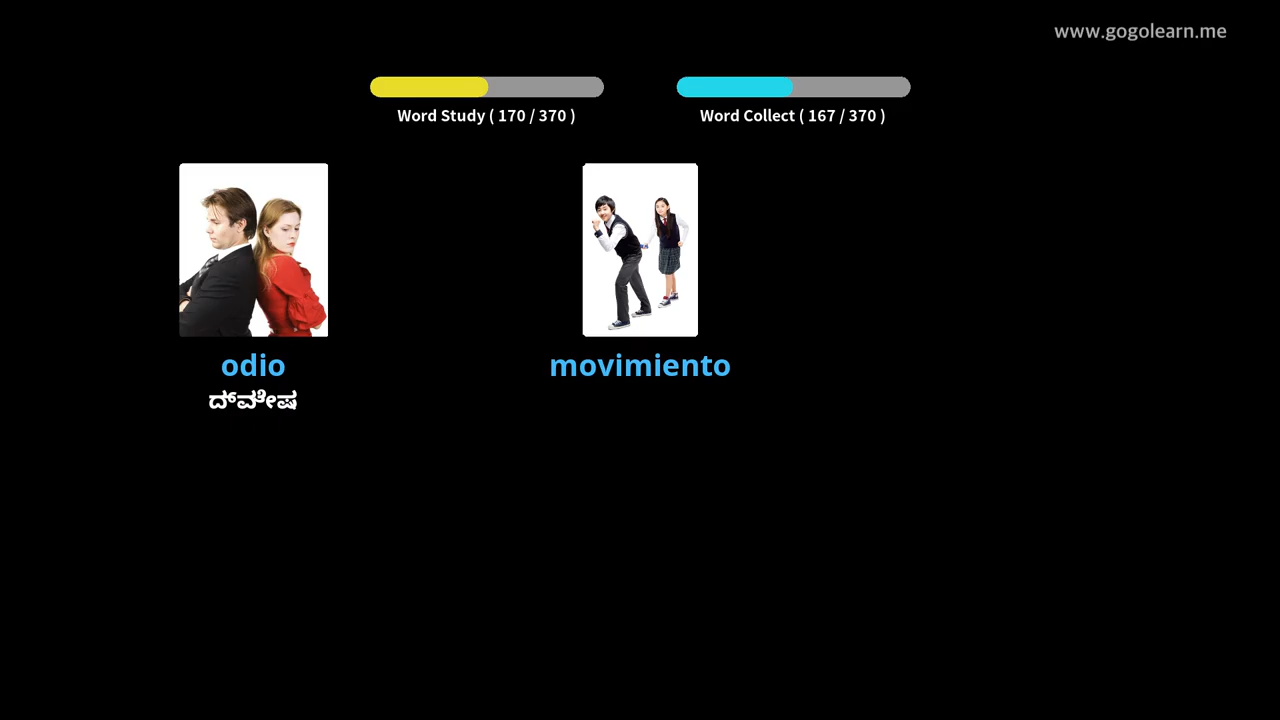 www.gogolearn.me
Word Study ( 170 / 370 )
Word Collect ( 167 / 370 )
odio
movimiento
ದ್ವೇಷ